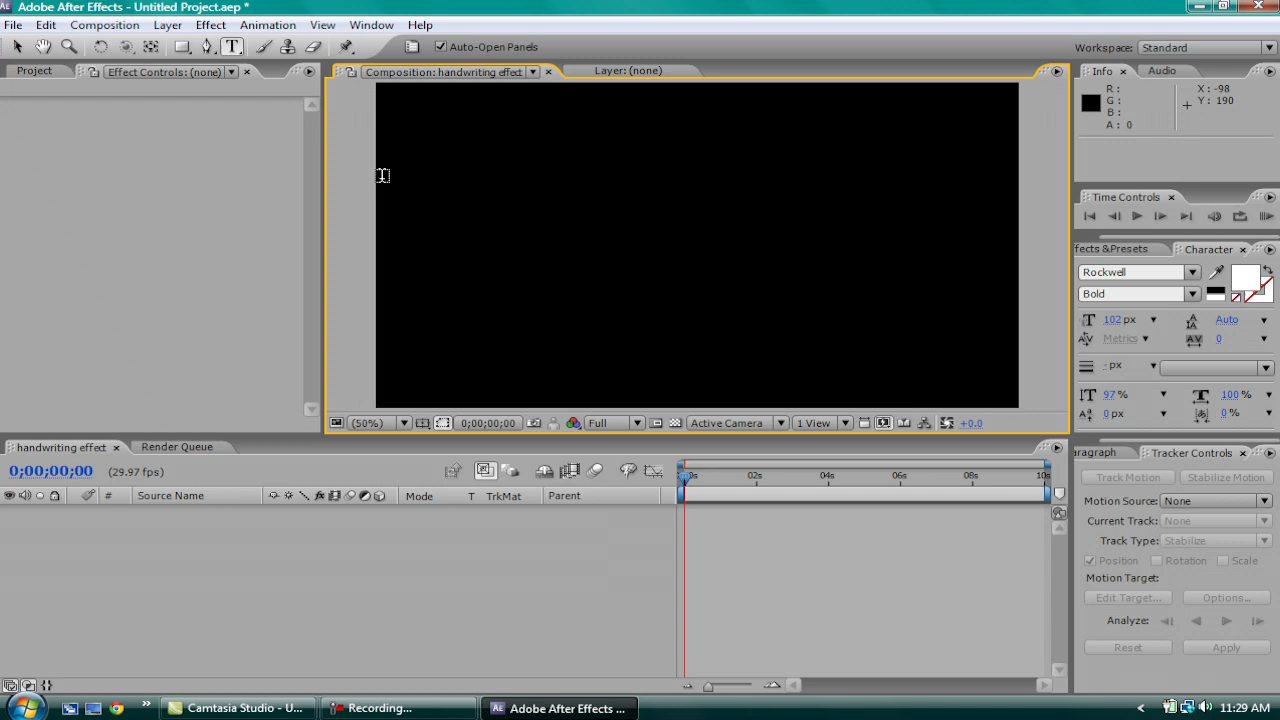 Adobe After Effects - Untitled Project.aep *
File Edit Composition Layer Effect Animation View Window Help
T Auto-Open Panels Workspace: Standard
Project Effect Controls: (none) Composition: handwriting effect Layer: (none) Info Audio
R : X : -98
G : Y : 190
B :
A : 0
Time Controls
ffects &Presets Character
Rockwell
Bold
102 px Auto
Metrics 0
- px
97 % 100 %
0 px 0 %
(50%) 0;00;00;00 Full Active Camera 1 View +0.0
handwriting effect Render Queue aragraph Tracker Controls
0;00;00;00 (29.97 fps) 00s 02s 04s 06s 08s 10s Track Motion Stabilize Motion
# Source Name Mode T TrkMat Parent Motion Source: None
Current Track: None
Track Type: Stabilize
Position Rotation Scale
Motion Target:
Edit Target... Options...
Analyze:
Reset Apply
Camtasia Studio - U... Recording... Adobe After Effects ... 11:29 AM